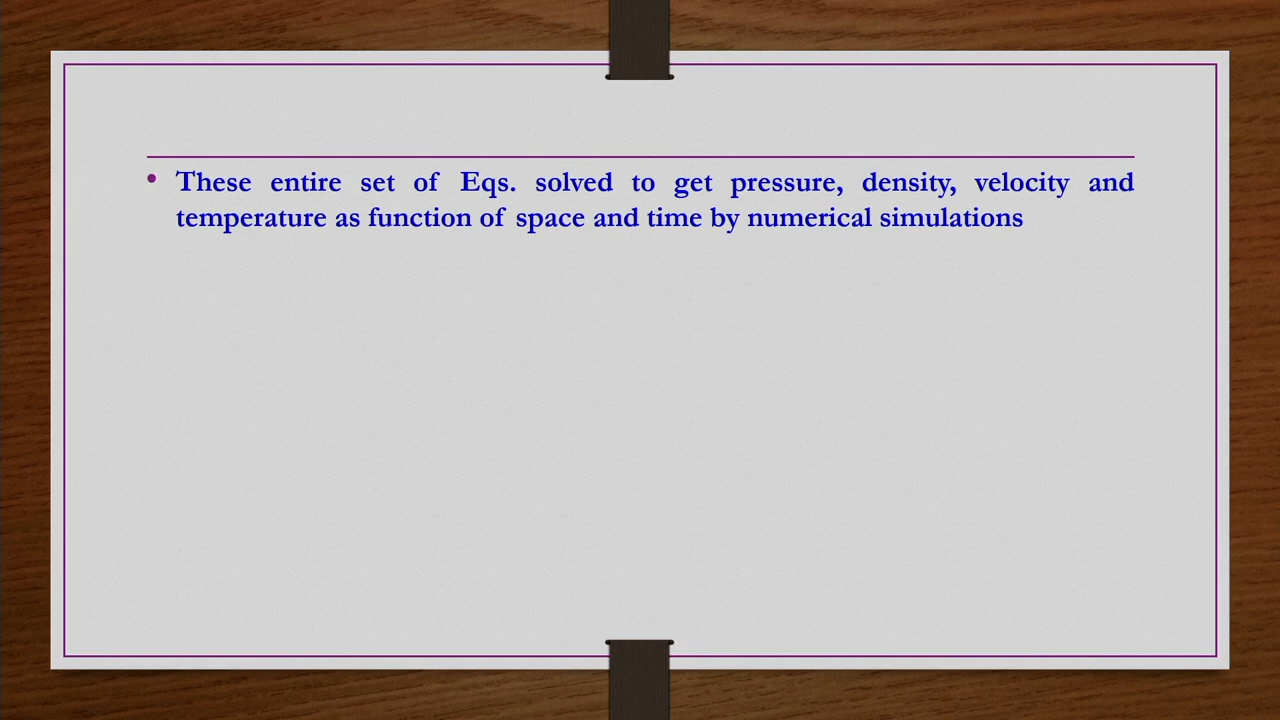 • These entire set of Eqs. solved to get pressure, density, velocity and
temperature as function of space and time by numerical simulations